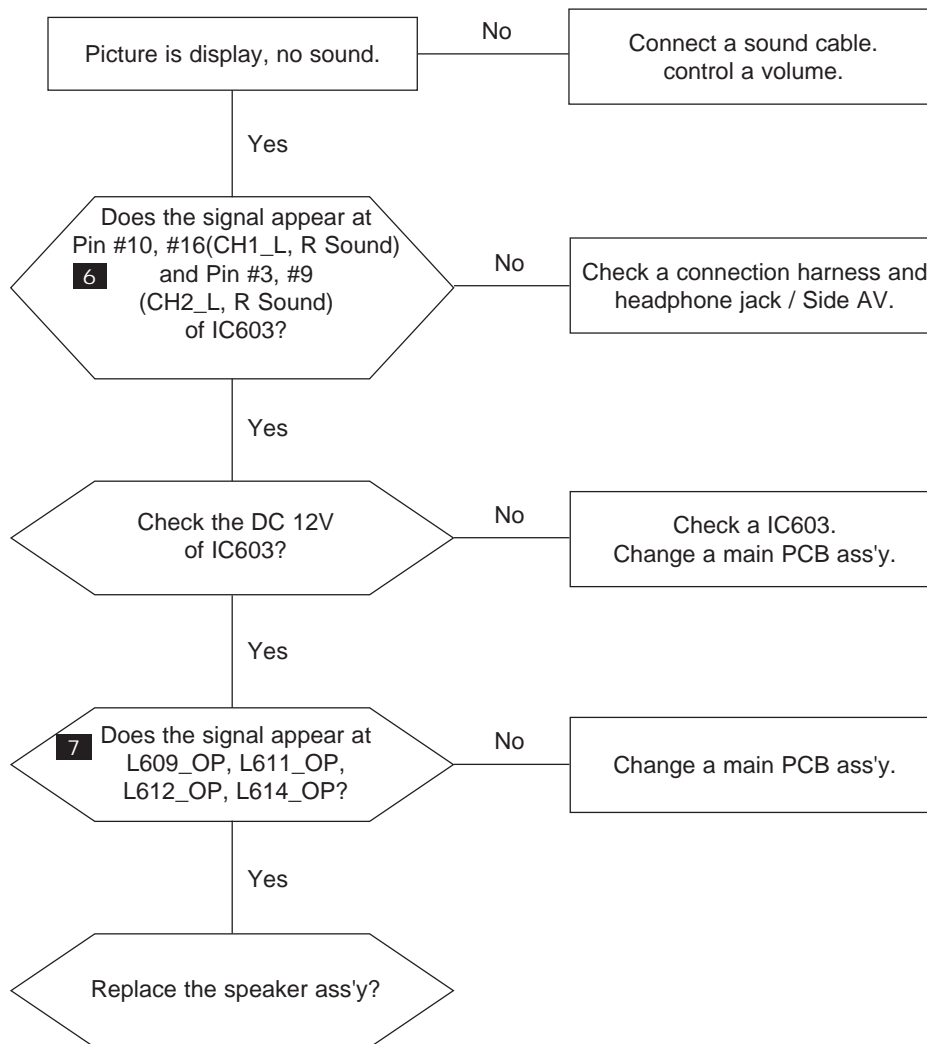 Picture is display, no sound.
No
Connect a sound cable.
control a volume.
Yes
Does the signal appear at
Pin #10, #16(CH1_L, R Sound)
6
and Pin #3, #9
(CH2_L, R Sound)
of IC603?
No
Check a connection harness and
headphone jack / Side AV.
Yes
Check the DC 12V
of IC603?
No
Check a IC603.
Change a main PCB ass'y.
Yes
7
Does the signal appear at
L609_OP, L611_OP,
L612_OP, L614_OP?
No
Change a main PCB ass'y.
Yes
Replace the speaker ass'y?